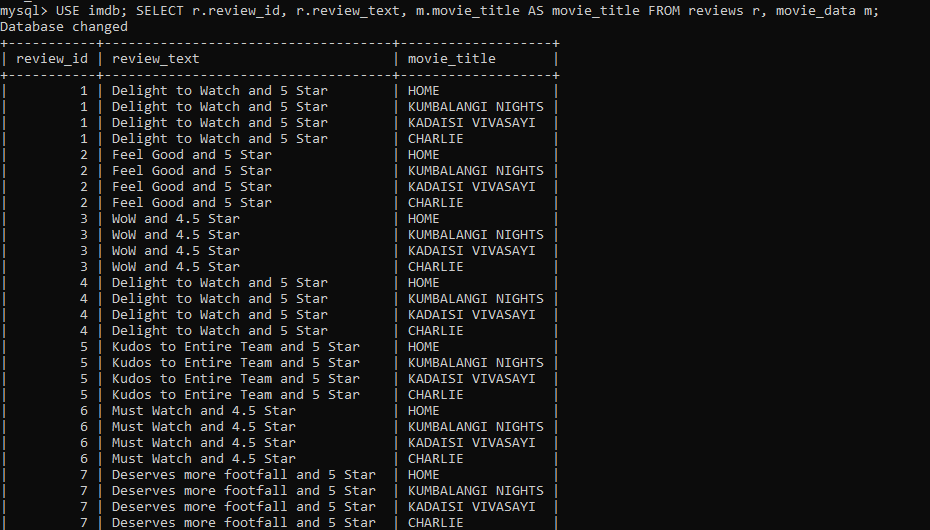 mysql> USE imdb; SELECT r.review_id, r.review_text, m.movie_title AS movie_title FROM reviews r, movie_data m;
Database changed
+-----------+------------------------------------+-------------------+
| review_id | review_text                        | movie_title       |
+-----------+------------------------------------+-------------------+
|         1 | Delight to Watch and 5 Star        | HOME              |
|         1 | Delight to Watch and 5 Star        | KUMBALANGI NIGHTS |
|         1 | Delight to Watch and 5 Star        | KADAISI VIVASAYI  |
|         1 | Delight to Watch and 5 Star        | CHARLIE           |
|         2 | Feel Good and 5 Star               | HOME              |
|         2 | Feel Good and 5 Star               | KUMBALANGI NIGHTS |
|         2 | Feel Good and 5 Star               | KADAISI VIVASAYI  |
|         2 | Feel Good and 5 Star               | CHARLIE           |
|         3 | WoW and 4.5 Star                   | HOME              |
|         3 | WoW and 4.5 Star                   | KUMBALANGI NIGHTS |
|         3 | WoW and 4.5 Star                   | KADAISI VIVASAYI  |
|         3 | WoW and 4.5 Star                   | CHARLIE           |
|         4 | Delight to Watch and 5 Star        | HOME              |
|         4 | Delight to Watch and 5 Star        | KUMBALANGI NIGHTS |
|         4 | Delight to Watch and 5 Star        | KADAISI VIVASAYI  |
|         4 | Delight to Watch and 5 Star        | CHARLIE           |
|         5 | Kudos to Entire Team and 5 Star    | HOME              |
|         5 | Kudos to Entire Team and 5 Star    | KUMBALANGI NIGHTS |
|         5 | Kudos to Entire Team and 5 Star    | KADAISI VIVASAYI  |
|         5 | Kudos to Entire Team and 5 Star    | CHARLIE           |
|         6 | Must Watch and 4.5 Star            | HOME              |
|         6 | Must Watch and 4.5 Star            | KUMBALANGI NIGHTS |
|         6 | Must Watch and 4.5 Star            | KADAISI VIVASAYI  |
|         6 | Must Watch and 4.5 Star            | CHARLIE           |
|         7 | Deserves more footfall and 5 Star  | HOME              |
|         7 | Deserves more footfall and 5 Star  | KUMBALANGI NIGHTS |
|         7 | Deserves more footfall and 5 Star  | KADAISI VIVASAYI  |
|         7 | Deserves more footfall and 5 Star  | CHARLIE           |